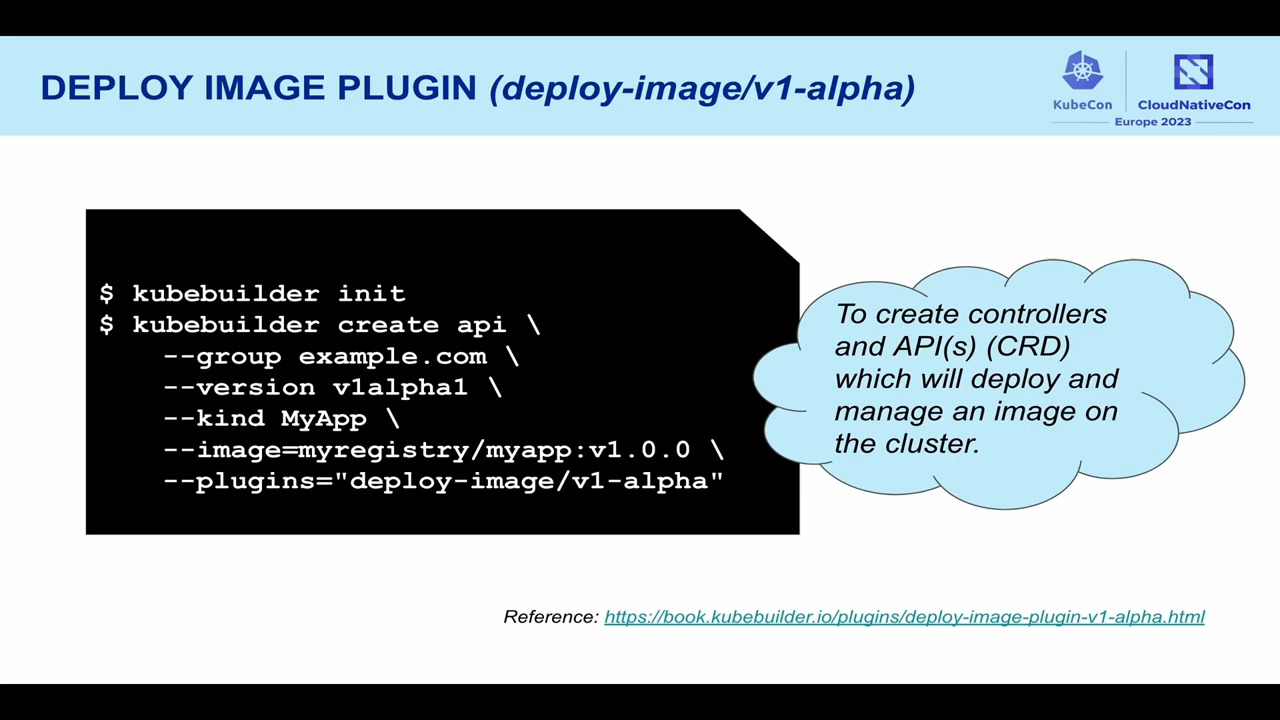 DEPLOY IMAGE PLUGIN (deploy-image/v1-alpha)
KubeCon
CloudNativeCon
Europe 2023
$ kubebuilder init
$ kubebuilder create api \
--group example.com \
--version v1alpha1 \
--kind MyApp \
--image=myregistry/myapp:v1.0.0 \
--plugins="deploy-image/v1-alpha"
To create controllers
and API(s) (CRD)
which will deploy and
manage an image on
the cluster.
Reference: https://book.kubebuilder.io/plugins/deploy-image-plugin-v1-alpha.html